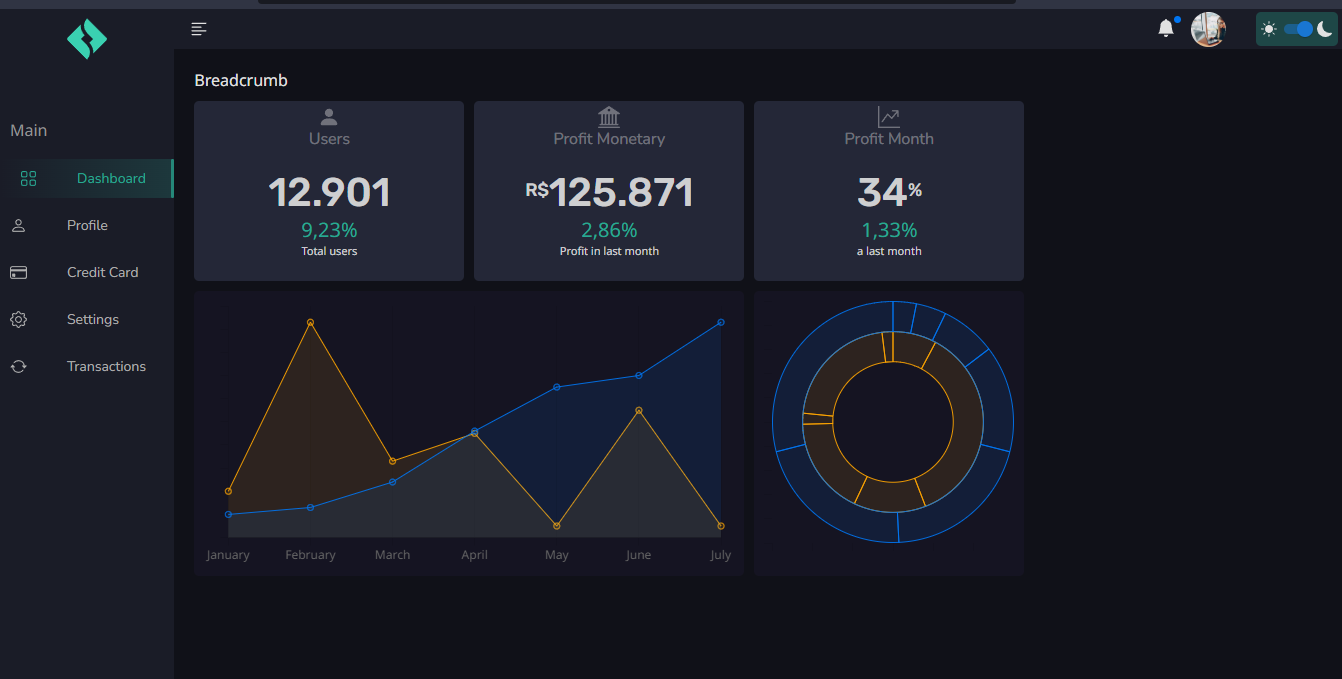 Breadcrumb
Main
Dashboard
Profile
Credit Card
Settings
Transactions
Users
12.901
9,23%
Total users
Profit Monetary
R$125.871
2,86%
Profit in last month
Profit Month
34%
1,33%
a last month
January February March April May June July